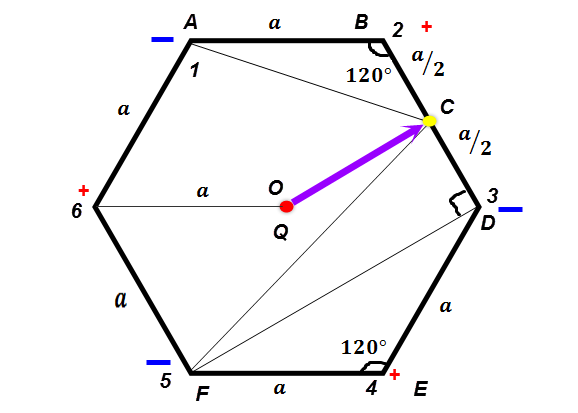 A a B 2 +
−
1 120° a/2
a C
a/2
+ a O 3
6 Q D −
a a
120°
− 5 F a 4 + E